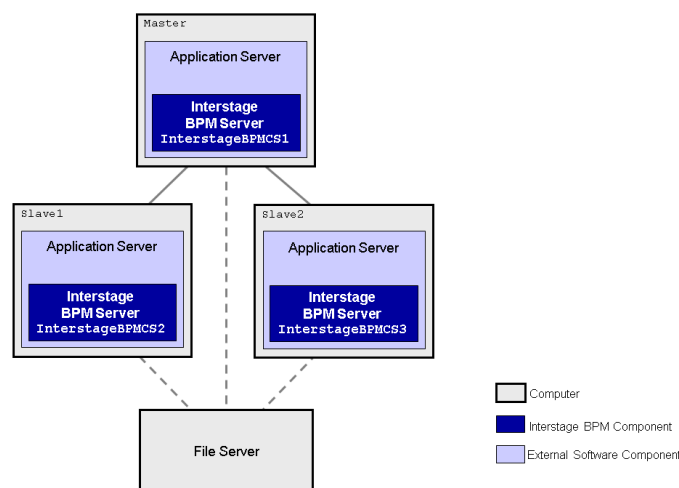 Master
Application Server
Interstage
BPM Server
InterstageBPMCS1
Slave1
Application Server
Interstage
BPM Server
InterstageBPMCS2
Slave2
Application Server
Interstage
BPM Server
InterstageBPMCS3
File Server
Computer
Interstage BPM Component
External Software Component